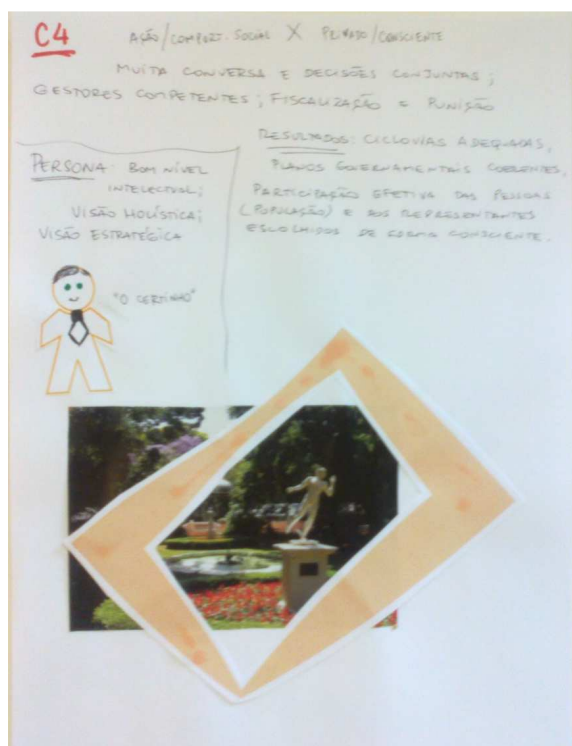 C4
AÇÃO/COMPORT. SOCIAL X PRIVADO/CONSCIENTE
MUITA CONVERSA E DECISÕES CONJUNTAS;
GESTORES COMPETENTES; FISCALIZAÇÃO E PUNIÇÃO
RESULTADOS: CICLOVIAS ADEQUADAS,
PLANOS GOVERNAMENTAIS COERENTES,
PARTICIPAÇÃO EFETIVA DAS PESSOAS
(POPULAÇÃO) E DOS REPRESENTANTES
ESCOLHIDOS DE FORMA CONSCIENTE.
PERSONA: BOM NÍVEL
INTELECTUAL;
VISÃO HOLÍSTICA;
VISÃO ESTRATÉGICA
"O CERTINHO"